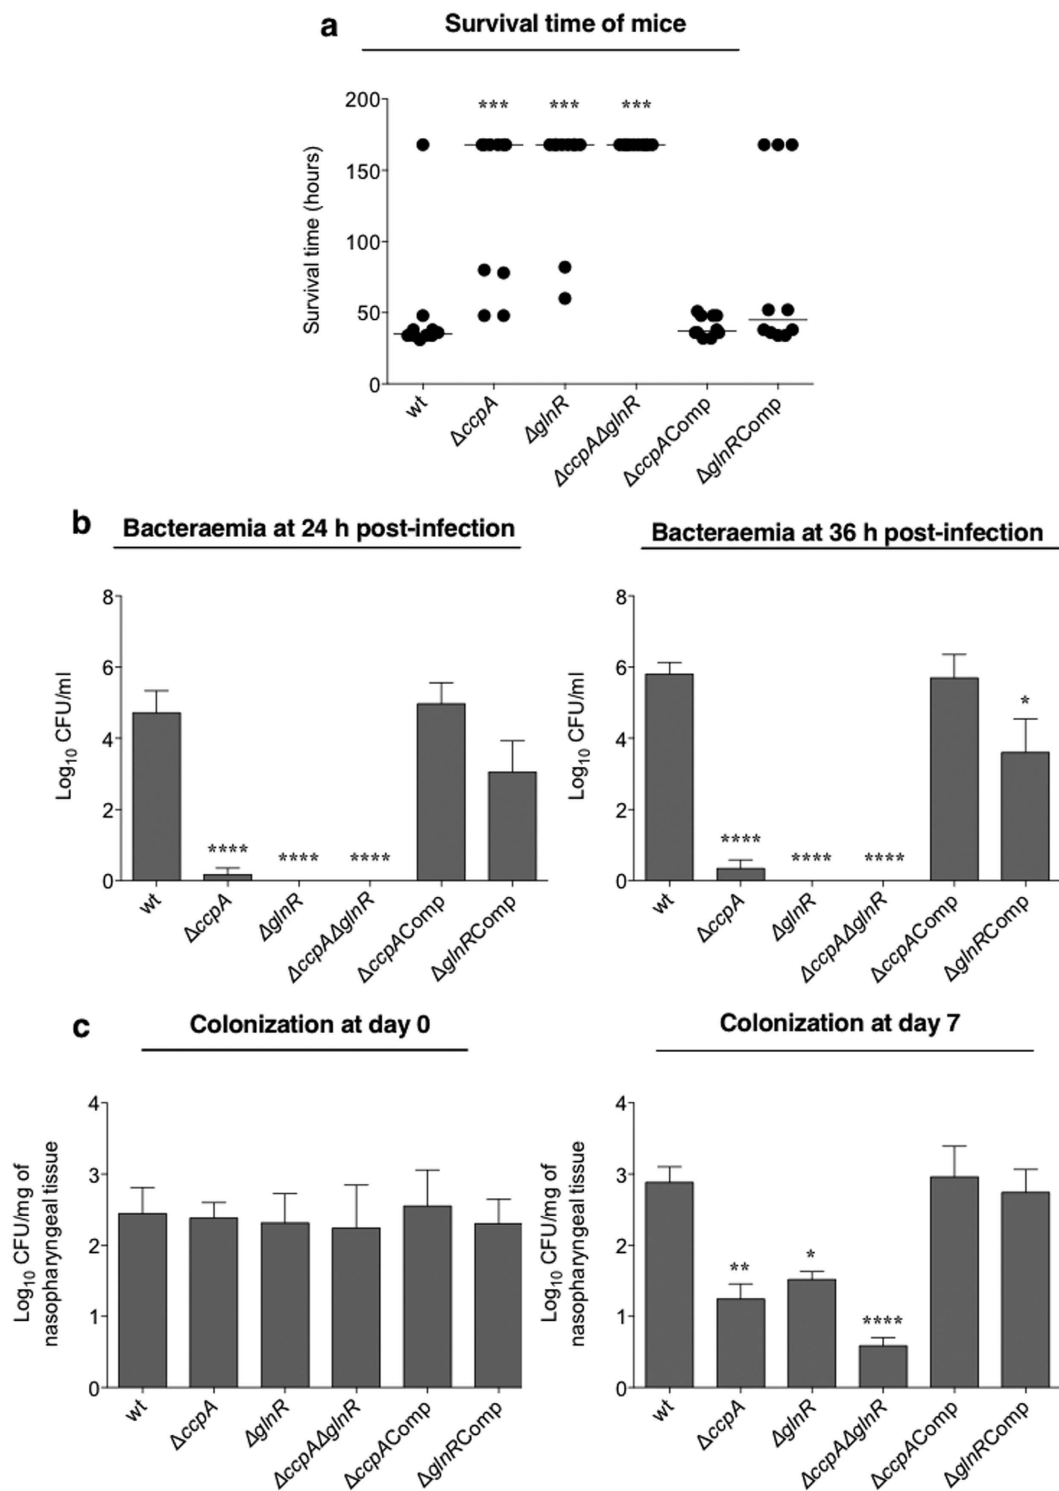 a
Survival time of mice
Survival time (hours)
200
150
100
50
0
***
***
***
wt
ΔccpA
ΔglnR
ΔccpAΔglnR
ΔccpAComp
ΔglnRComp
b
Bacteraemia at 24 h post-infection
Log10 CFU/ml
8
6
4
2
0
****
****
****
wt
ΔccpA
ΔglnR
ΔccpAΔglnR
ΔccpAComp
ΔglnRComp
Bacteraemia at 36 h post-infection
Log10 CFU/ml
8
6
4
2
0
****
****
****
*
wt
ΔccpA
ΔglnR
ΔccpAΔglnR
ΔccpAComp
ΔglnRComp
c
Colonization at day 0
Log10 CFU/mg of
nasopharyngeal tissue
4
3
2
1
0
wt
ΔccpA
ΔglnR
ΔccpAΔglnR
ΔccpAComp
ΔglnRComp
Colonization at day 7
Log10 CFU/mg of
nasopharyngeal tissue
4
3
2
1
0
**
*
****
wt
ΔccpA
ΔglnR
ΔccpAΔglnR
ΔccpAComp
ΔglnRComp